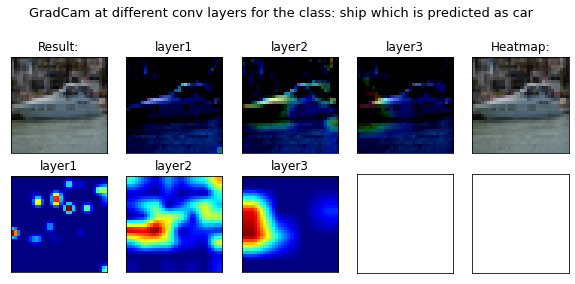 GradCam at different conv layers for the class: ship which is predicted as car
Result: layer1 layer2 layer3 Heatmap:
layer1 layer2 layer3